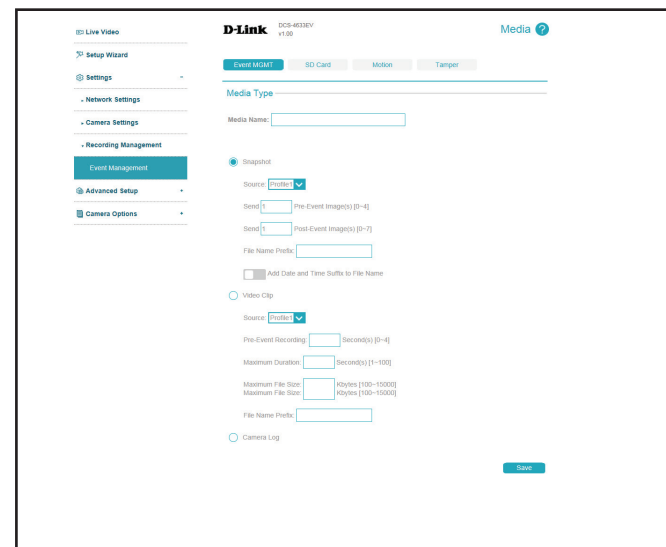 Live Video
Setup Wizard
Settings -
Network Settings
Camera Settings
Recording Management
Event Management
Advanced Setup +
Camera Options +
D-Link DCS-4633EV
v1.00
Media ?
Event MGMT SD Card Motion Tamper
Media Type
Media Name:
Snapshot
Source: Profile1
Send 1 Pre-Event Image(s) [0~4]
Send 1 Post-Event Image(s) [0~7]
File Name Prefix:
Add Date and Time Suffix to File Name
Video Clip
Source: Profile1
Pre-Event Recording: Second(s) [0~4]
Maximum Duration: Second(s) [1~100]
Maximum File Size: Kbytes [100~15000]
Maximum File Size: Kbytes [100~15000]
File Name Prefix:
Camera Log
Save